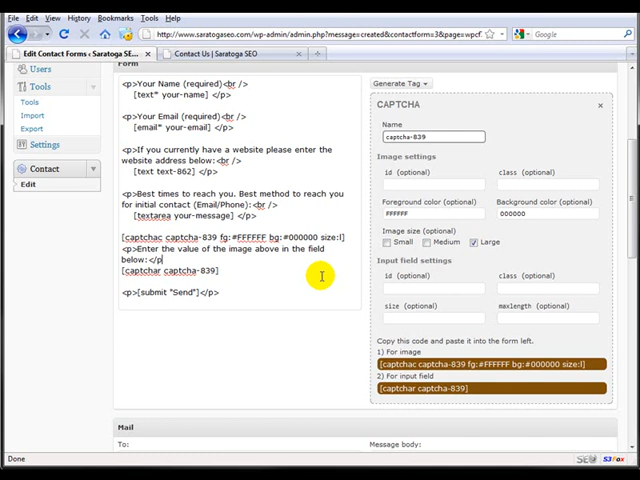 File Edit View History Bookmarks Tools Help
http://www.saratogaseo.com/wp-admin/admin.php?message=created&contactform=3&page=wpcf
Google
Edit Contact Forms ‹ Saratoga SE...
Contact Us | Saratoga SEO
Users
Tools
Tools
Import
Export
Settings
Contact
Edit
Form
<p>Your Name (required)<br />
[text* your-name] </p>
<p>Your Email (required)<br />
[email* your-email] </p>
<p>If you currently have a website please enter the
website address below:<br />
[text text-862] </p>
<p>Best times to reach you. Best method to reach you
for initial contact (Email/Phone):<br />
[textarea your-message] </p>
[captchac captcha-839 fg:#FFFFFF bg:#000000 size:l]
<p>Enter the value of the image above in the field
below:</p
[captchar captcha-839]
<p>[submit "Send"]</p>
Generate Tag
CAPTCHA
Name
captcha-839
Image settings
id (optional) class (optional)
Foreground color (optional) Background color (optional)
FFFFFF 000000
Image size (optional)
Small Medium Large
Input field settings
id (optional) class (optional)
size (optional) maxlength (optional)
Copy this code and paste it into the form left.
1) For image
[captchac captcha-839 fg:#FFFFFF bg:#000000 size:l]
2) For input field
[captchar captcha-839]
Mail
To: Message body:
Done
S3Fox